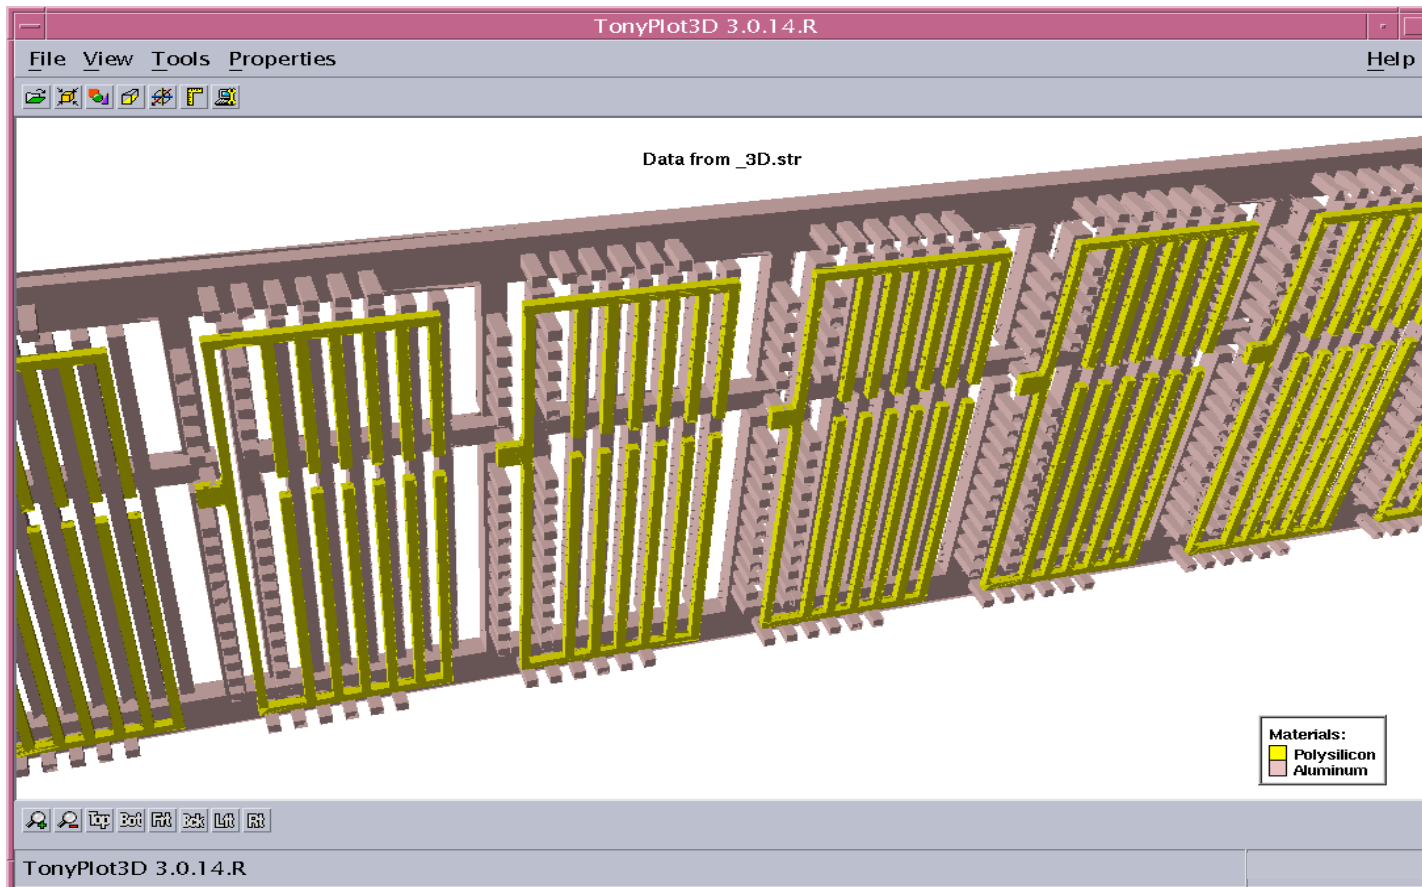 TonyPlot3D 3.0.14.R
File View Tools Properties Help
Data from _3D.str
Materials:
Polysilicon
Aluminum
Top Bot Frt Bck Lft Rt
TonyPlot3D 3.0.14.R